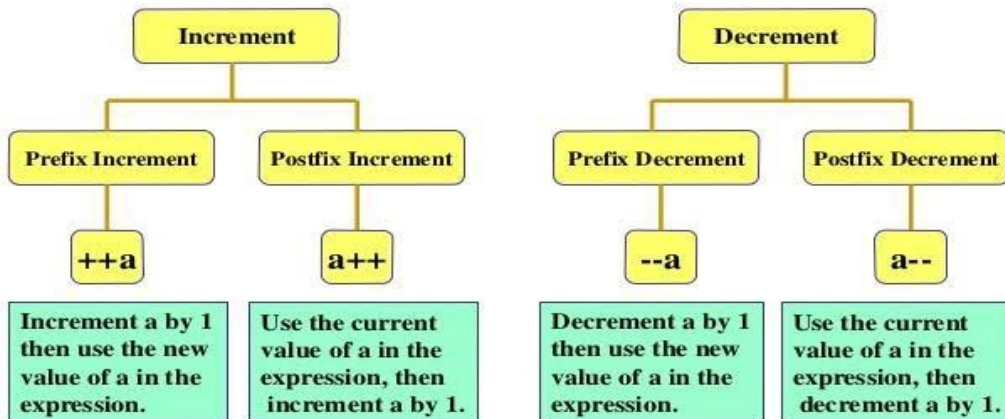 Increment
Decrement
Prefix Increment
Postfix Increment
Prefix Decrement
Postfix Decrement
++a
a++
--a
a--
Increment a by 1
then use the new
value of a in the
expression.
Use the current
value of a in the
expression, then
increment a by 1.
Decrement a by 1
then use the new
value of a in the
expression.
Use the current
value of a in the
expression, then
decrement a by 1.